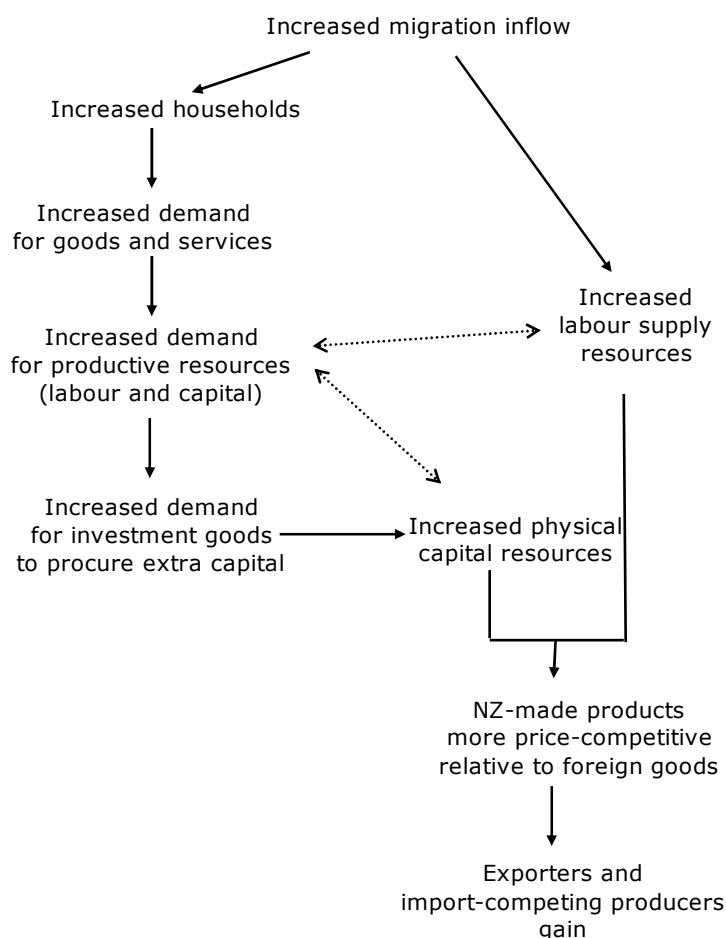 Increased migration inflow
Increased households
Increased demand
for goods and services
Increased
labour supply
resources
Increased demand
for productive resources
(labour and capital)
Increased demand
for investment goods
to procure extra capital
Increased physical
capital resources
NZ-made products
more price-competitive
relative to foreign goods
Exporters and
import-competing producers
gain